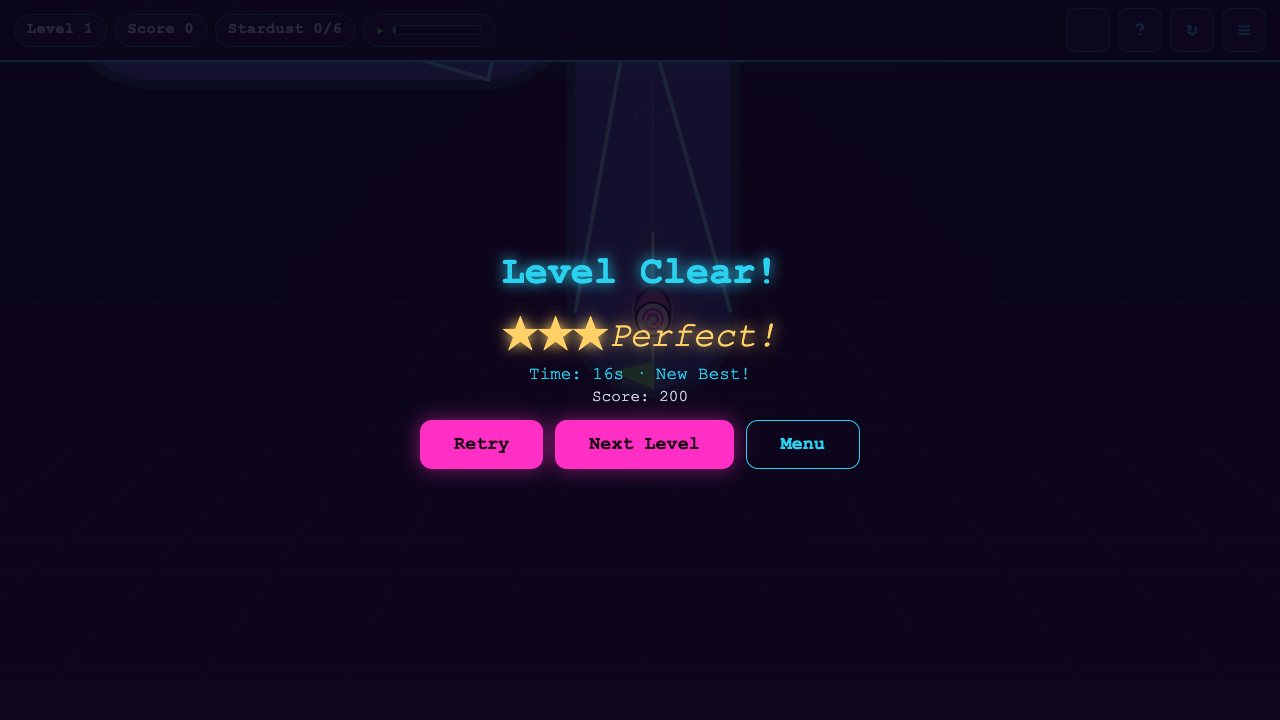 Level 1 Score 0 Stardust 0/6 ▶ ? ↻ ≡
Level Clear!
★★★Perfect!
Time: 16s · New Best!
Score: 200
Retry Next Level Menu